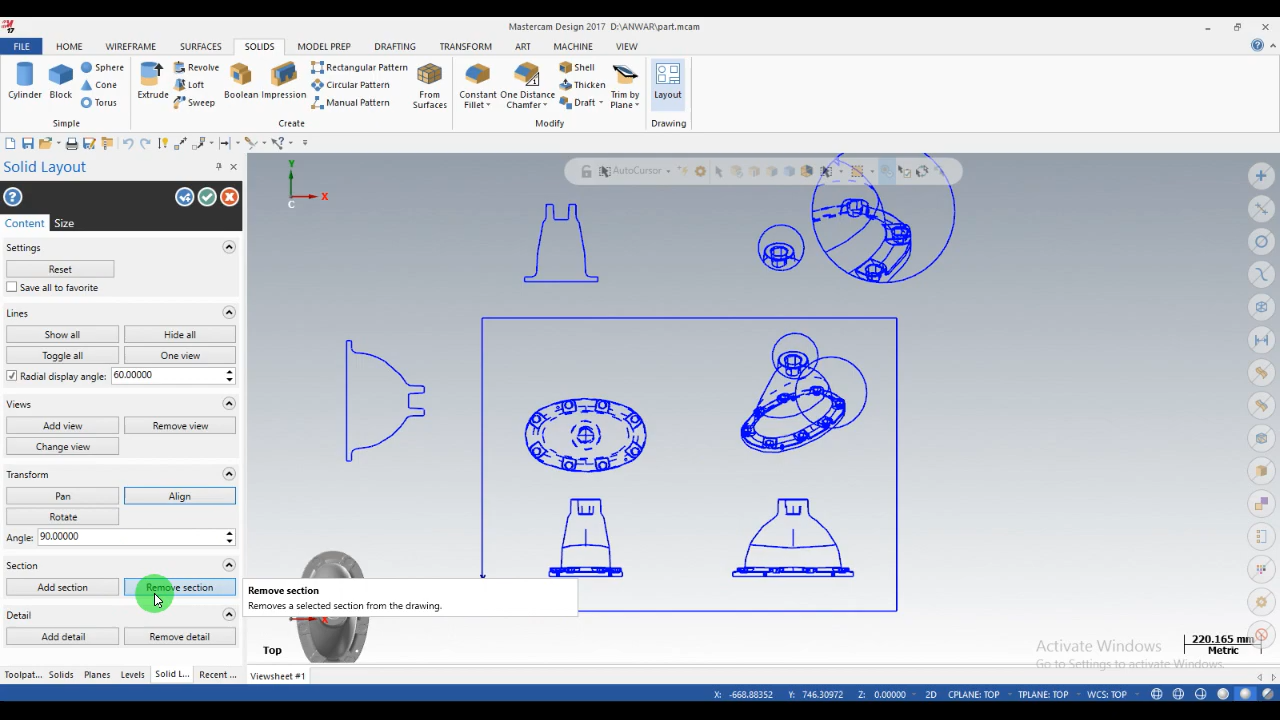 Mastercam Design 2017 D:\ANWAR\part.mcam
17
FILE HOME WIREFRAME SURFACES SOLIDS MODEL PREP DRAFTING TRANSFORM ART MACHINE VIEW
Cylinder Block Sphere Cone Torus
Simple
Extrude Revolve Loft Sweep Boolean Impression Rectangular Pattern Circular Pattern Manual Pattern From Surfaces
Create
Constant Fillet One Distance Chamfer Shell Thicken Draft Trim by Plane
Modify
Layout
Drawing
Solid Layout
Content Size
Settings
Reset
Save all to favorite
Lines
Show all Hide all
Toggle all One view
Radial display angle: 60.00000
Views
Add view Remove view
Change view
Transform
Pan Align
Rotate
Angle: 90.00000
Section
Add section Remove section
Detail
Add detail Remove detail
Toolpat... Solids Planes Levels Solid L... Recent ...
AutoCursor
Y
X
C
Remove section
Removes a selected section from the drawing.
Top
Activate Windows
Go to Settings to activate Windows.
220.165 mm
Metric
Viewsheet #1
X: -668.88352 Y: 746.30972 Z: 0.00000 2D CPLANE: TOP TPLANE: TOP WCS: TOP